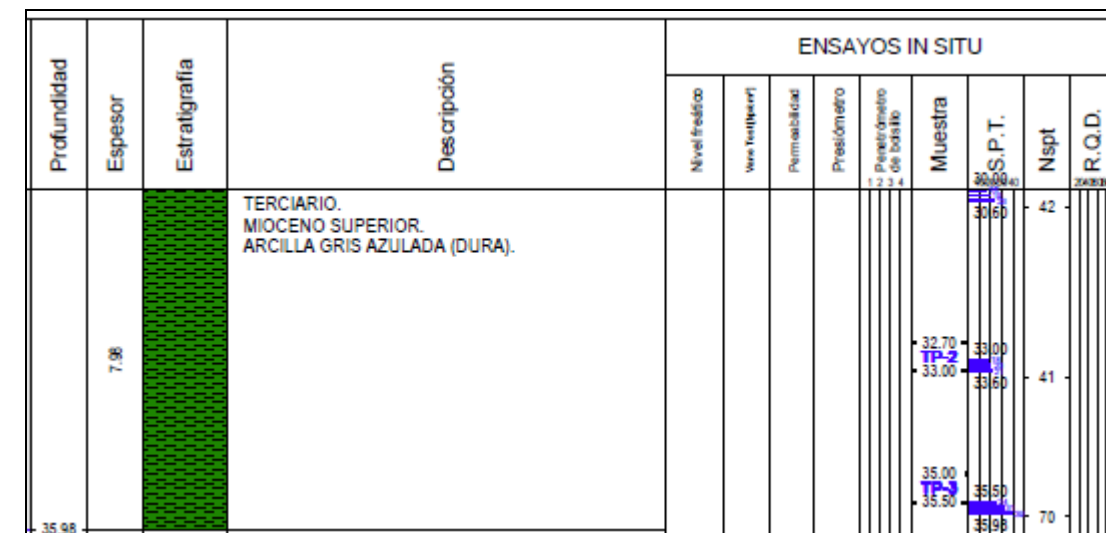 ENSAYOS IN SITU
Profundidad
Espesor
Estratigrafía
Descripción
Nivel freático
Permeabilidad
Presiómetro
Penetrómetro
de bolsillo
1 2 3 4
Muestra
S.P.T.
Nspt
R.Q.D.
TERCIARIO.
MIOCENO SUPERIOR.
ARCILLA GRIS AZULADA (DURA).
30.00
30.60
42
7.98
32.70
TP-2
33.00
33.00
33.60
41
35.00
TP-3
35.50
35.50
35.98
70
35.98